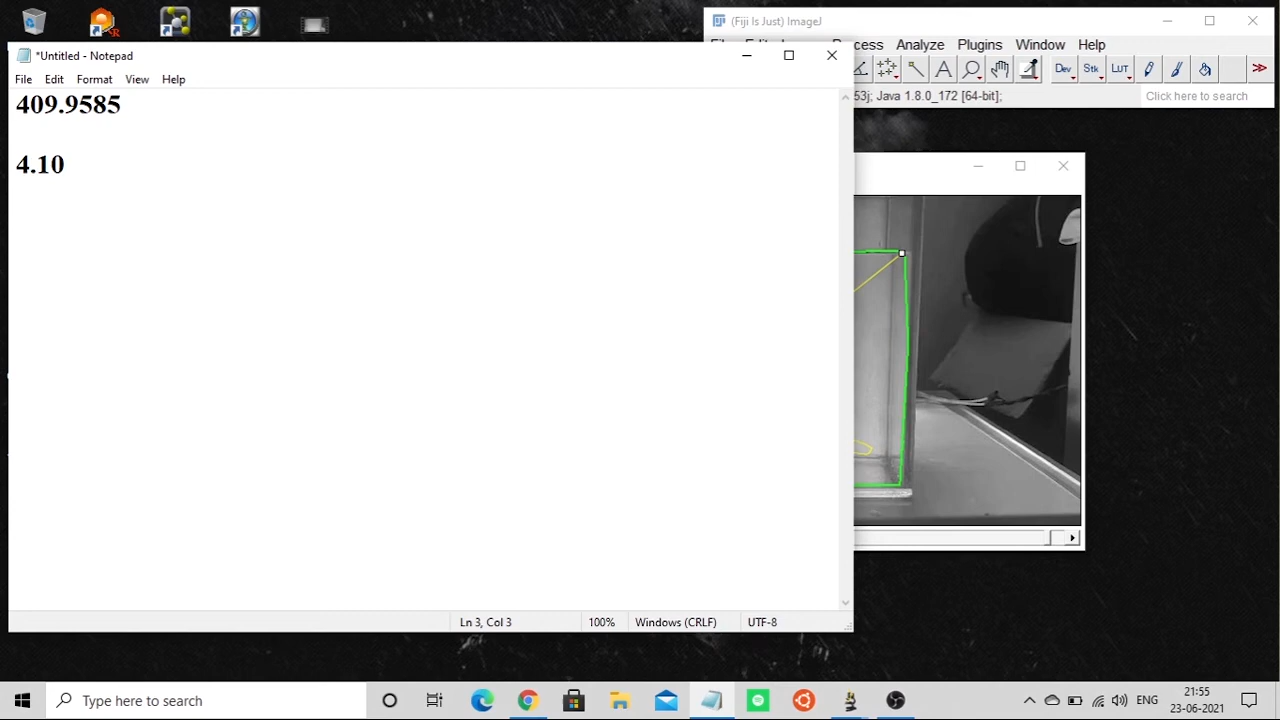 (Fiji Is Just) ImageJ
Process Analyze Plugins Window Help
Dev Stk LUT
53j; Java 1.8.0_172 [64-bit];
Click here to search
*Untitled - Notepad
File Edit Format View Help
409.9585
4.10
Ln 3, Col 3
100%
Windows (CRLF)
UTF-8
Type here to search
ENG
21:55
23-06-2021